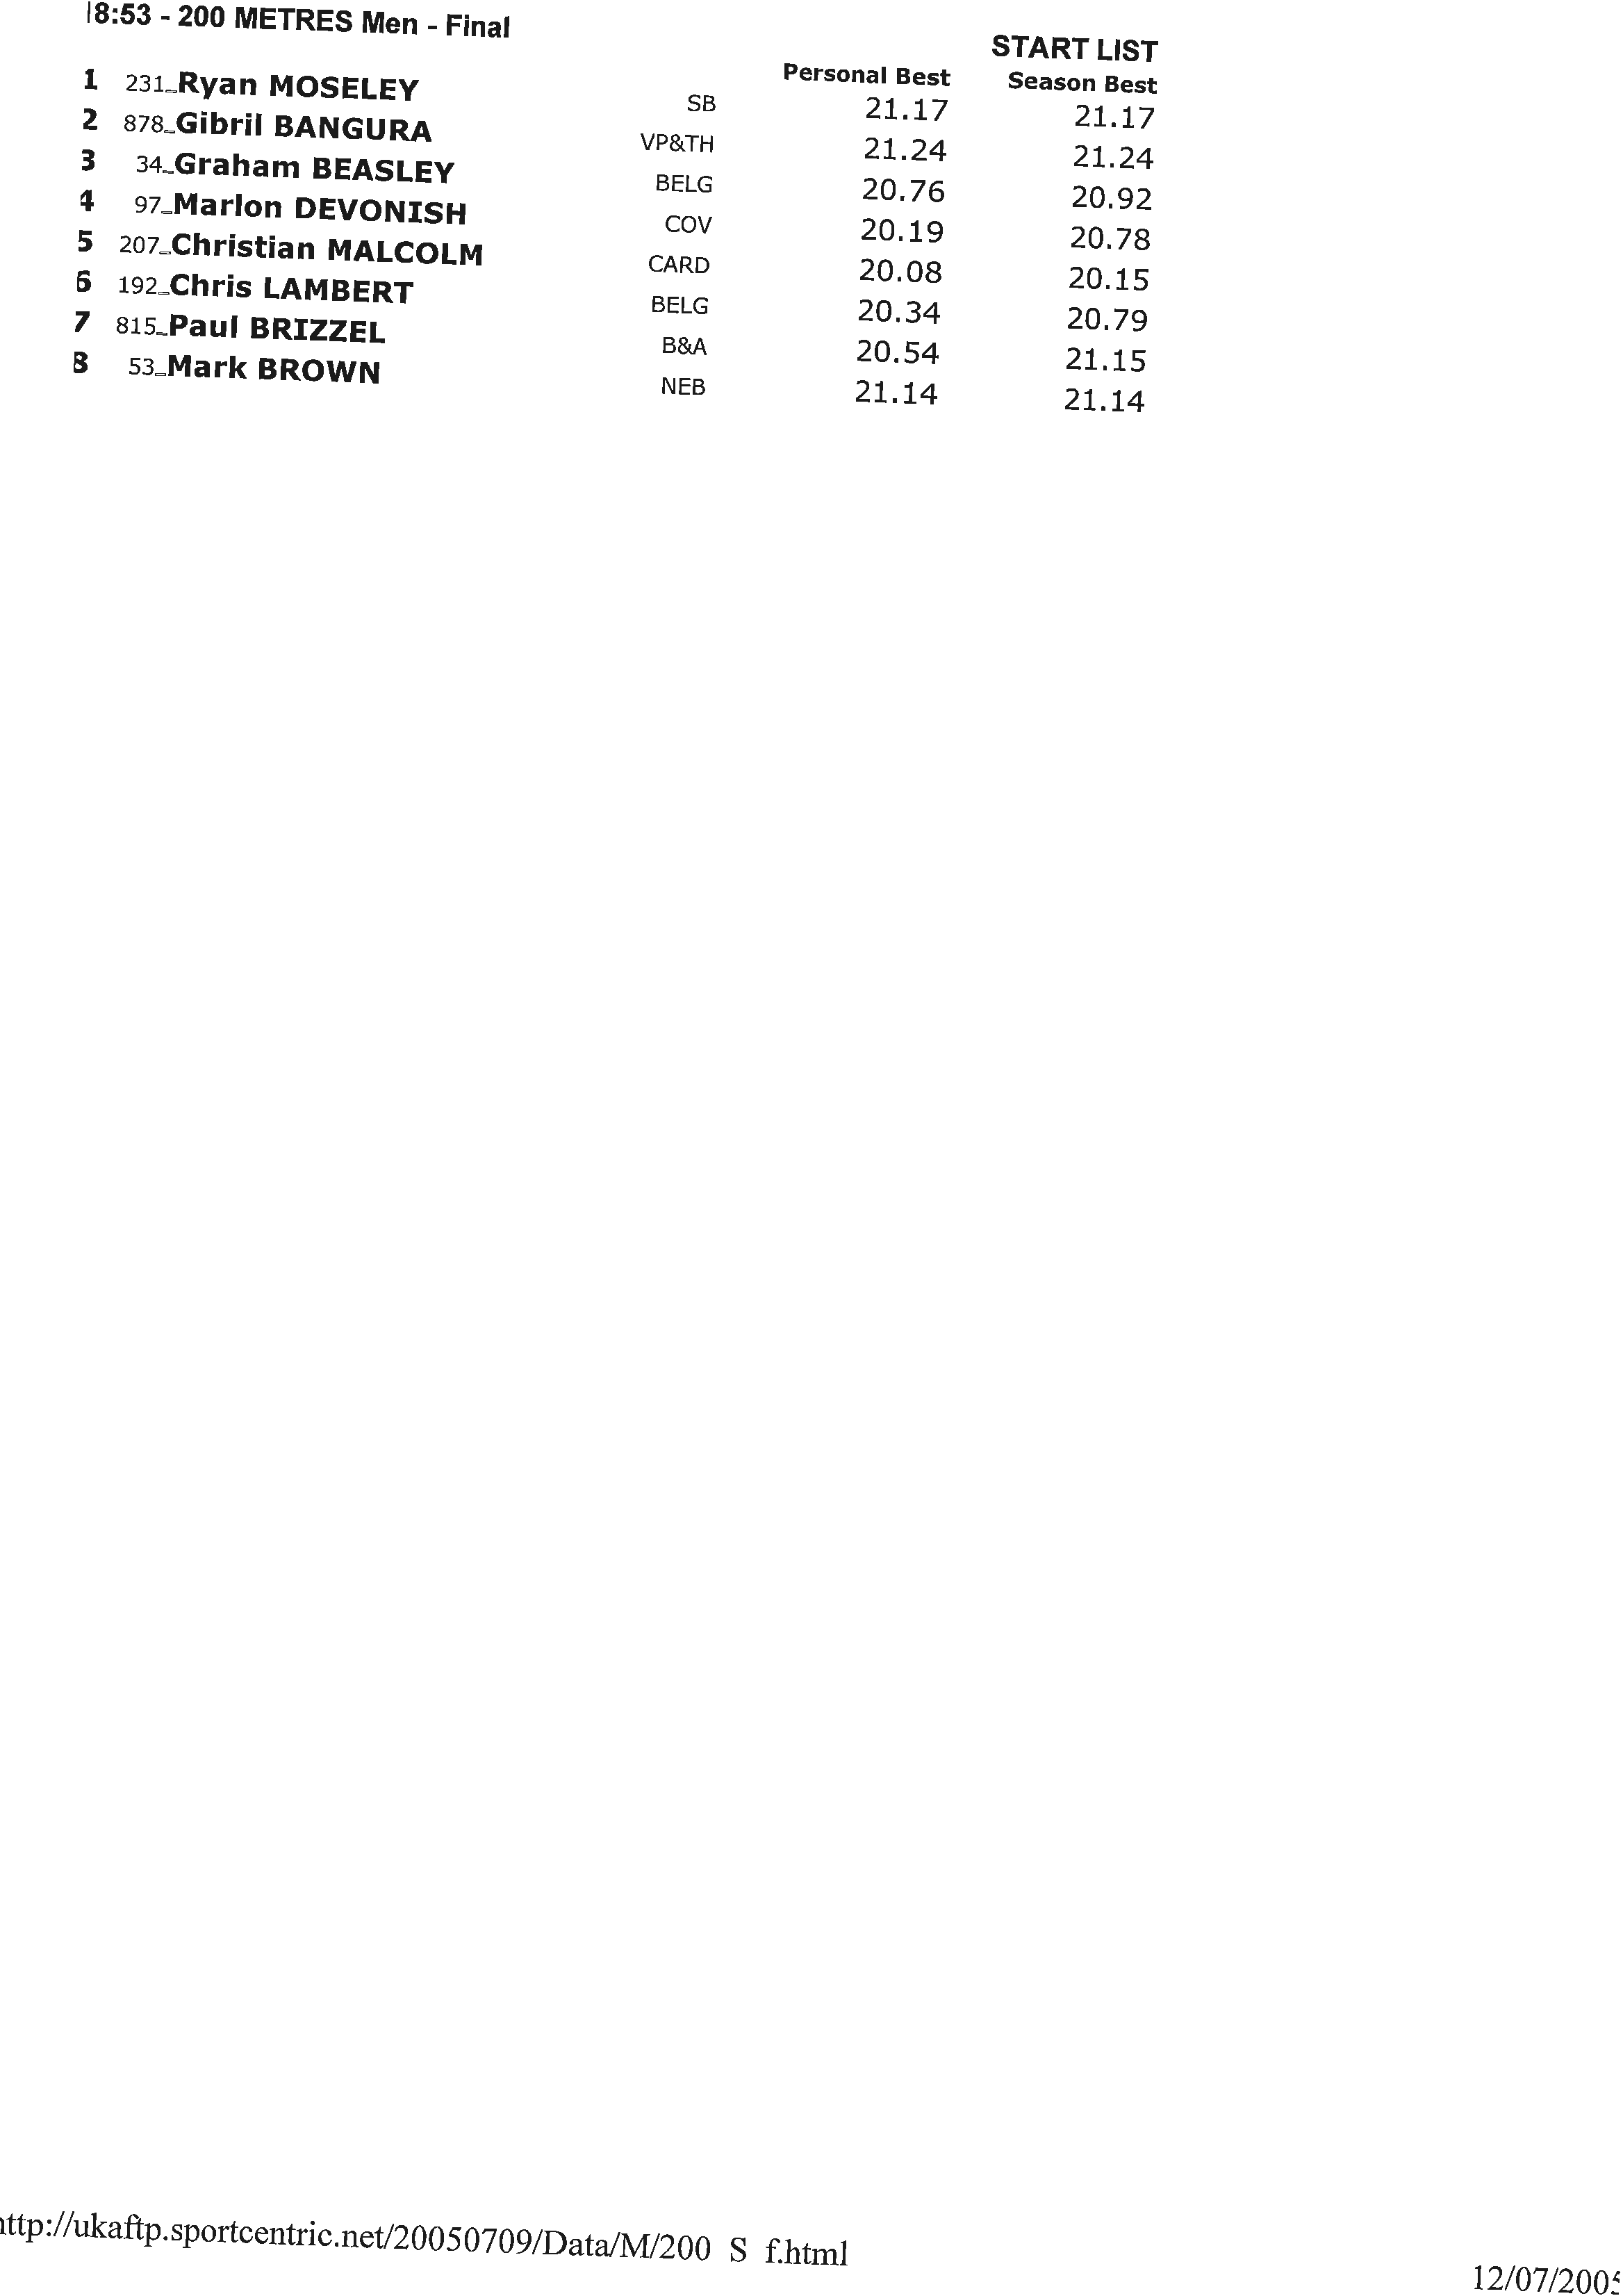 18:53 - 200 METRES Men - Final
START LIST
Personal Best Season Best
1 231 Ryan MOSELEY SB 21.17 21.17
2 878 Gibril BANGURA VP&TH 21.24 21.24
3 34 Graham BEASLEY BELG 20.76 20.92
4 97 Marlon DEVONISH COV 20.19 20.78
5 207 Christian MALCOLM CARD 20.08 20.15
6 192 Chris LAMBERT BELG 20.34 20.79
7 815 Paul BRIZZEL B&A 20.54 21.15
8 53 Mark BROWN NEB 21.14 21.14
http://ukaftp.sportcentric.net/20050709/Data/M/200 S f.html
12/07/2005